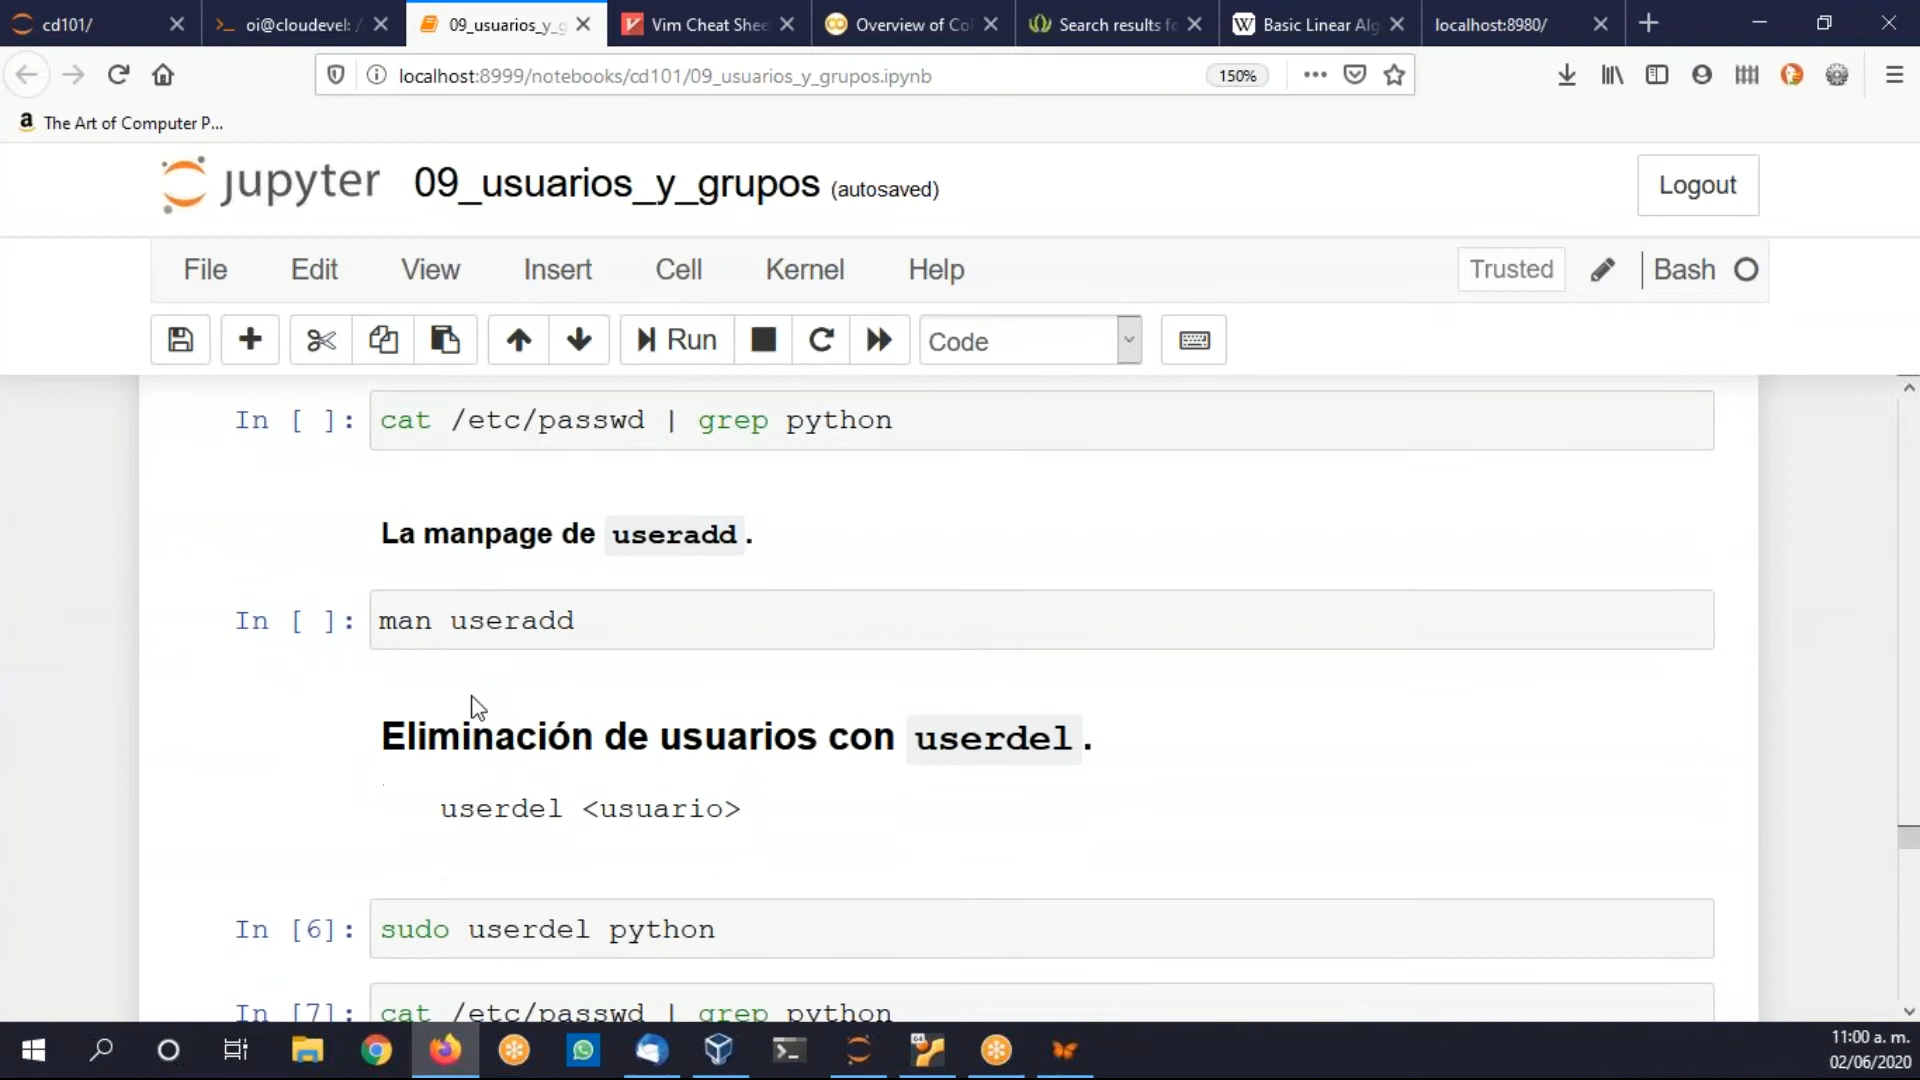 cd101/
oi@cloudevel: /
09_usuarios_y_g
Vim Cheat Shee
Overview of Co
Search results fo
Basic Linear Alg
localhost:8980/
localhost:8999/notebooks/cd101/09_usuarios_y_grupos.ipynb
150%
The Art of Computer P...
jupyter
09_usuarios_y_grupos (autosaved)
Logout
File Edit View Insert Cell Kernel Help
Trusted
Bash
Run
Code
In [ ]: cat /etc/passwd | grep python
La manpage de useradd.
In [ ]: man useradd
Eliminación de usuarios con userdel.
userdel <usuario>
In [6]: sudo userdel python
In [7]: cat /etc/passwd | grep python
11:00 a. m.
02/06/2020